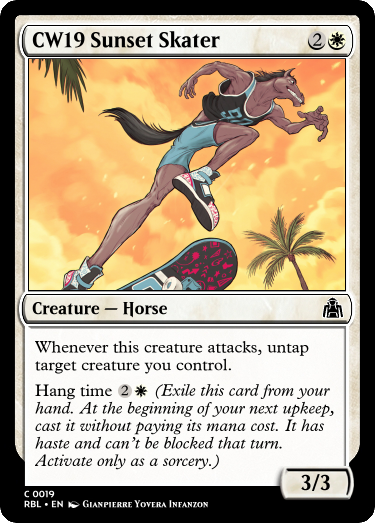 CW19 Sunset Skater 2
Creature — Horse
Whenever this creature attacks, untap
target creature you control.
Hang time 2 (Exile this card from your
hand. At the beginning of your next upkeep,
cast it without paying its mana cost. It has
haste and can't be blocked that turn.
Activate only as a sorcery.)
3/3
C 0019
RBL • EN Gianpierre Yovera Infanzon